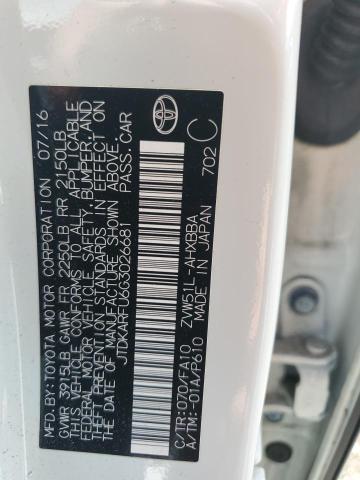 MFD.BY: TOYOTA MOTOR CORPORATION 07/16
GVWR 3915LB GAWR FR 2250LB RR 2150LB
THIS VEHICLE CONFORMS TO ALL APPLICABLE
FEDERAL MOTOR VEHICLE SAFETY, BUMPER, AND
THEFT PREVENTION STANDARDS IN EFFECT ON
THE DATE OF MANUFACTURE SHOWN ABOVE.
JTDKARFU6G3026681 PASS.CAR
ZVW51L-AHXBBA
C/TR:070/FA10 MADE IN JAPAN
A/TM:-01A/P610 702
C